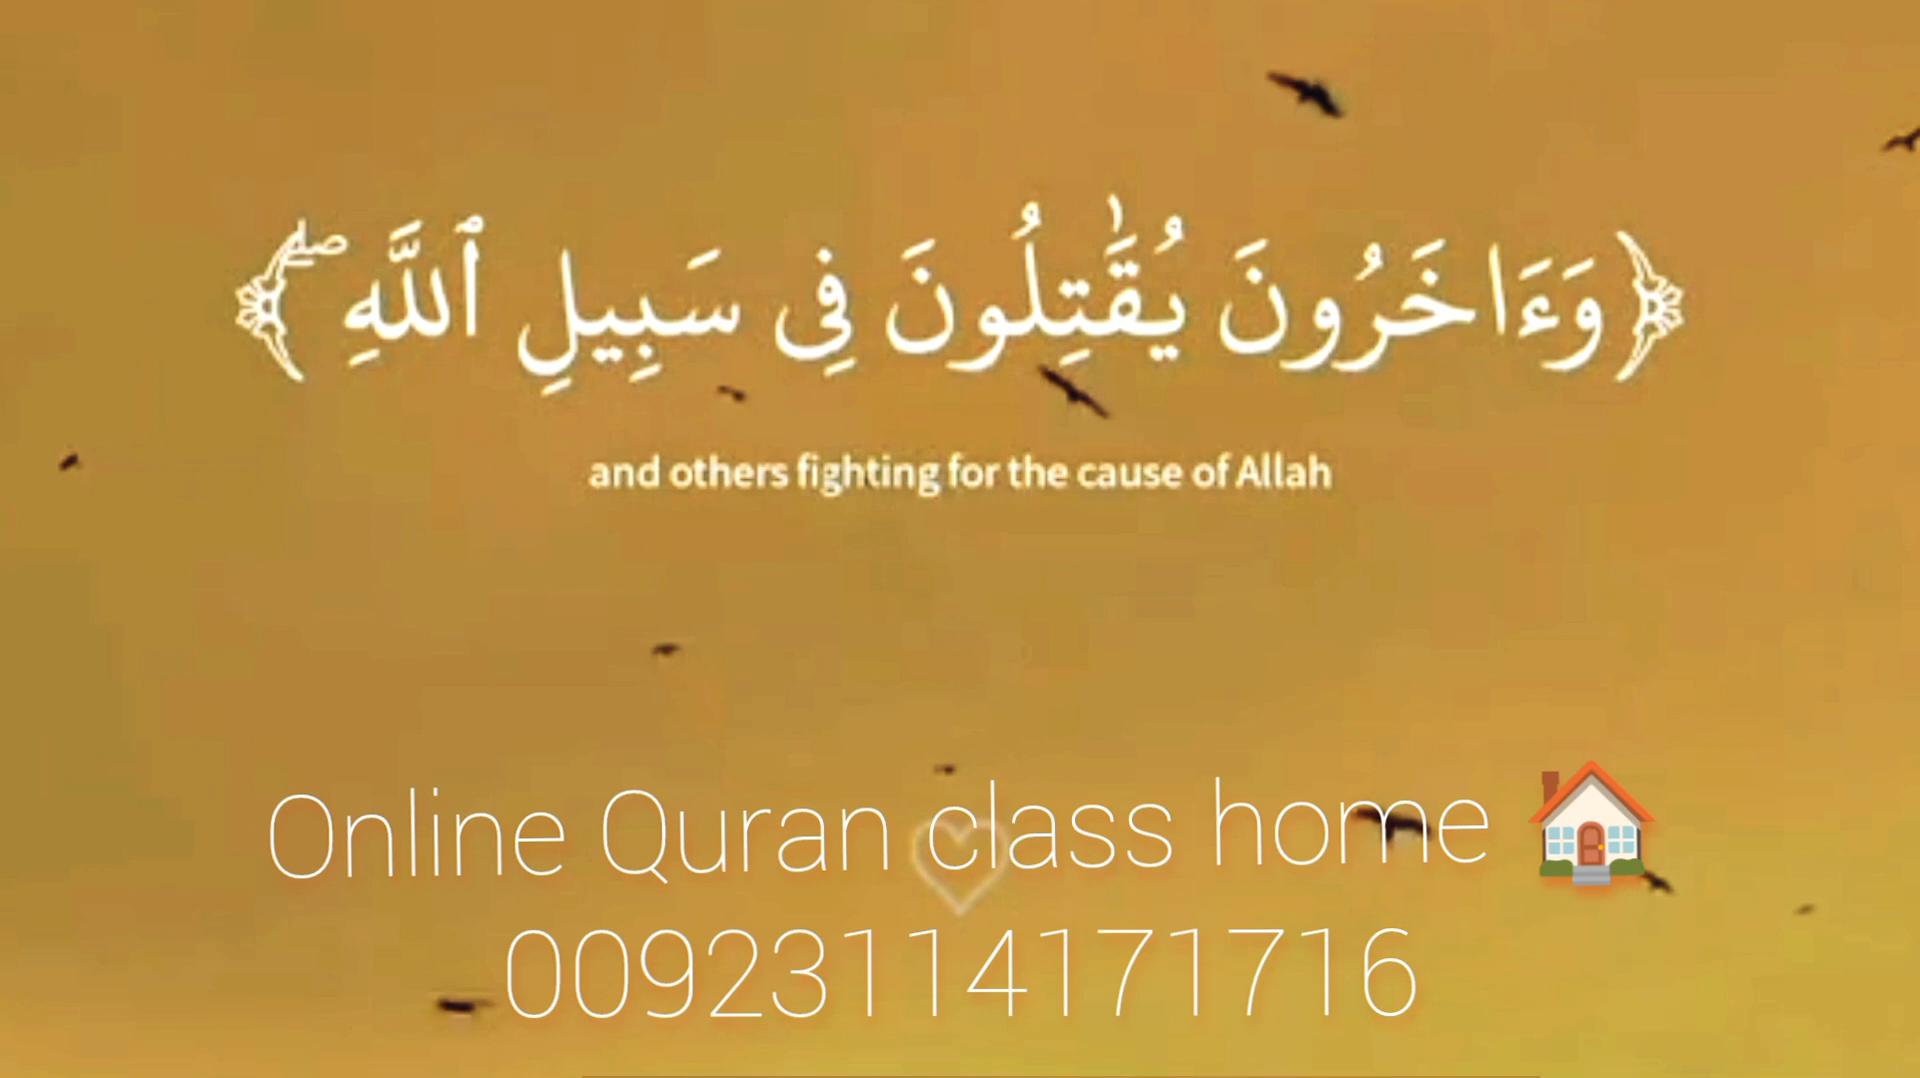 ﴿وَءَاخَرُونَ يُقَٰتِلُونَ فِى سَبِيلِ ٱللَّهِ ۖ﴾
and others fighting for the cause of Allah
Online Quran class home 🏠
00923114171716